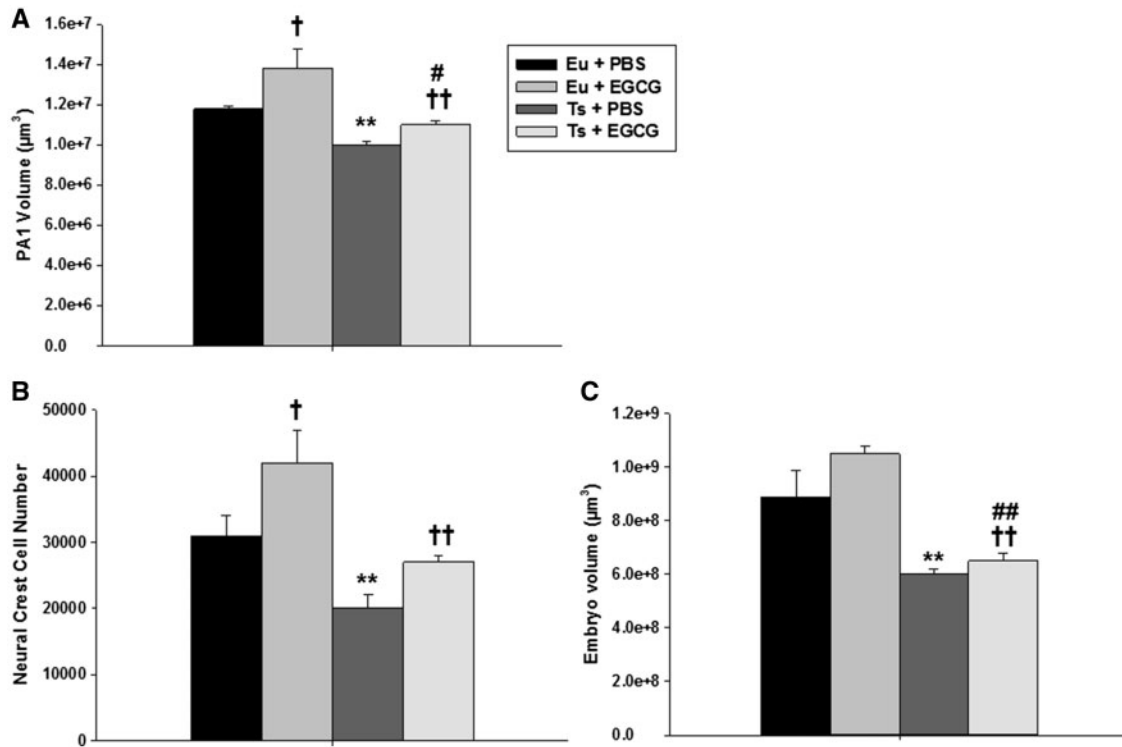 A
PA1 Volume (µm³)
1.6e+7
1.4e+7
1.2e+7
1.0e+7
8.0e+6
6.0e+6
4.0e+6
2.0e+6
0.0
†
**
#
††
Eu + PBS
Eu + EGCG
Ts + PBS
Ts + EGCG
B
Neural Crest Cell Number
50000
40000
30000
20000
10000
0
†
**
††
C
Embryo volume (µm³)
1.2e+9
1.0e+9
8.0e+8
6.0e+8
4.0e+8
2.0e+8
0.0
**
##
††